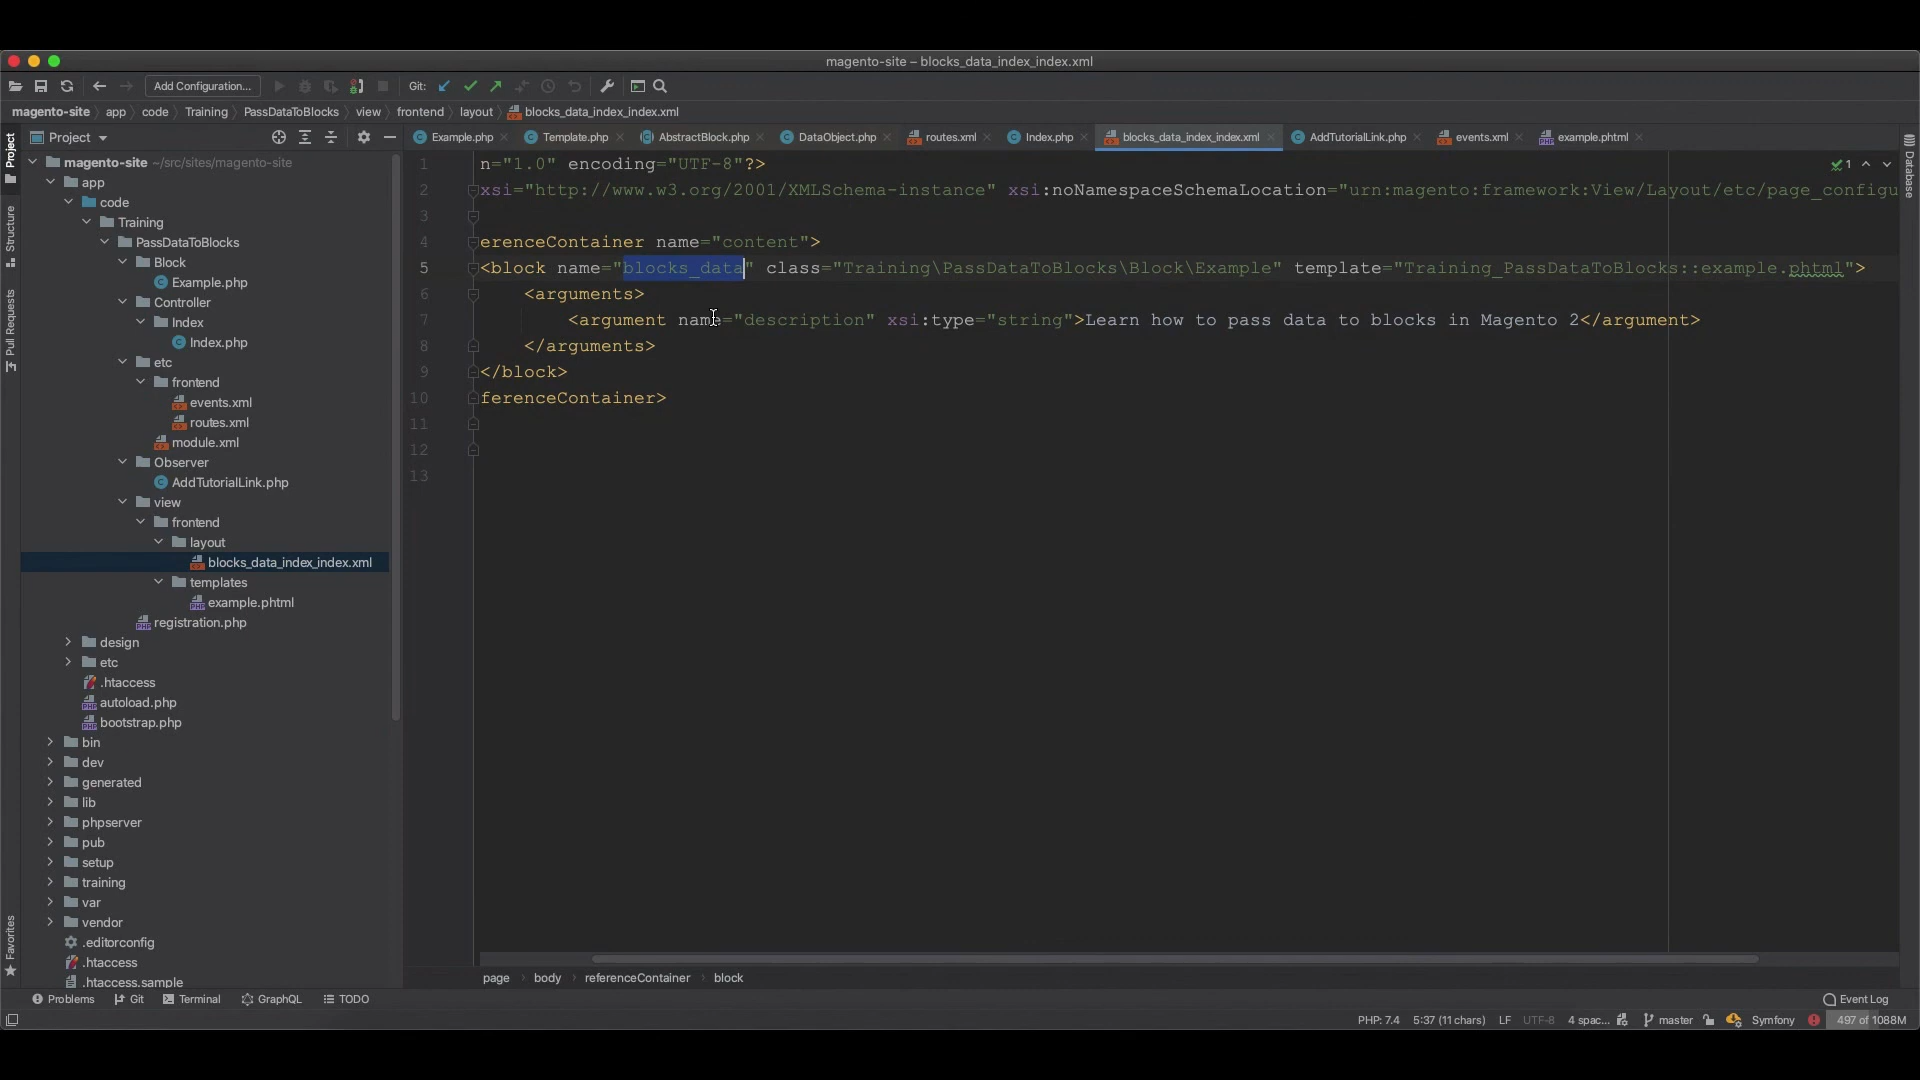 magento-site – blocks_data_index_index.xml
Add Configuration...
Git:
magento-site app code Training PassDataToBlocks view frontend layout blocks_data_index_index.xml
Project
Example.php Template.php AbstractBlock.php DataObject.php routes.xml Index.php blocks_data_index_index.xml AddTutorialLink.php events.xml example.phtml
Project
Structure
Pull Requests
Favorites
Database
magento-site ~/src/sites/magento-site
app
code
Training
PassDataToBlocks
Block
Example.php
Controller
Index
Index.php
etc
frontend
events.xml
routes.xml
module.xml
Observer
AddTutorialLink.php
view
frontend
layout
blocks_data_index_index.xml
templates
example.phtml
registration.php
design
etc
.htaccess
autoload.php
bootstrap.php
bin
dev
generated
lib
phpserver
pub
setup
training
var
vendor
.editorconfig
.htaccess
.htaccess.sample
1 n="1.0" encoding="UTF-8"?>
1
2 xsi="http://www.w3.org/2001/XMLSchema-instance" xsi:noNamespaceSchemaLocation="urn:magento:framework:View/Layout/etc/page_configu
3
4 erenceContainer name="content">
5 <block name="blocks_data" class="Training\PassDataToBlocks\Block\Example" template="Training_PassDataToBlocks::example.phtml">
6 <arguments>
7 <argument name="description" xsi:type="string">Learn how to pass data to blocks in Magento 2</argument>
8 </arguments>
9 </block>
10 ferenceContainer>
11
12
13
page body referenceContainer block
Problems Git Terminal GraphQL TODO
Event Log
PHP: 7.4 5:37 (11 chars) LF UTF-8 4 spac... master Symfony 497 of 1088M